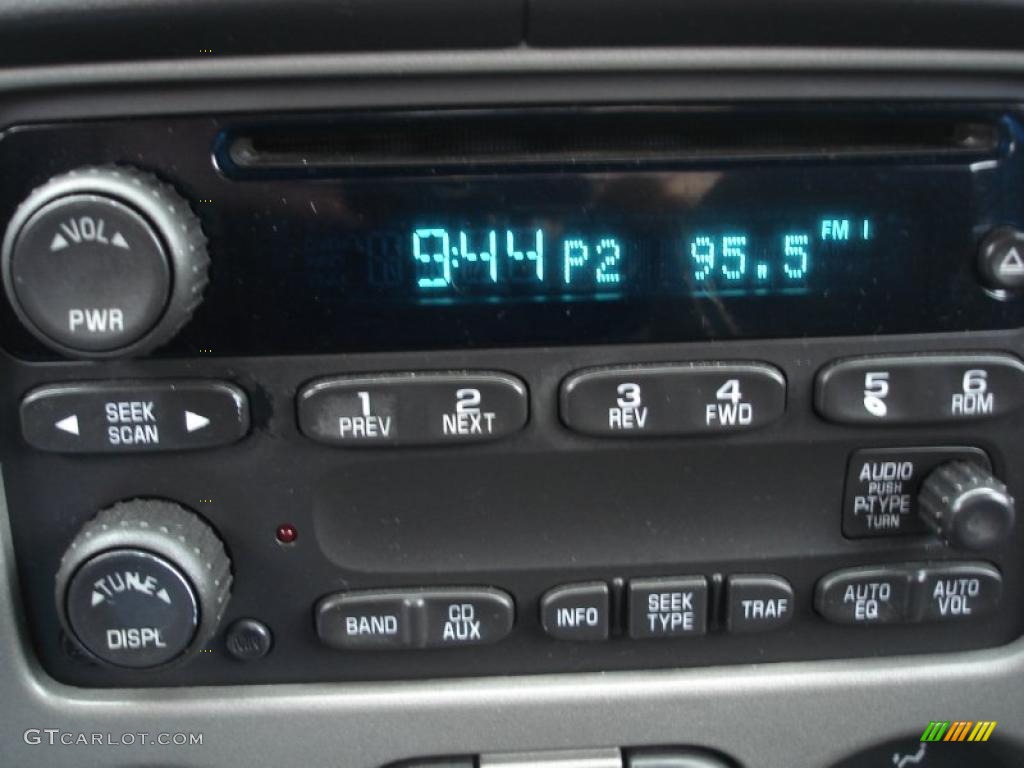 VOL
PWR
9:44 P2 95.5 FM 1
SEEK
SCAN
1
PREV
2
NEXT
3
REV
4
FWD
5
6
RDM
AUDIO
PUSH
P-TYPE
TURN
TUNE
DISPL
BAND
CD
AUX
INFO
SEEK
TYPE
TRAF
AUTO
EQ
AUTO
VOL
GTCARLOT.COM